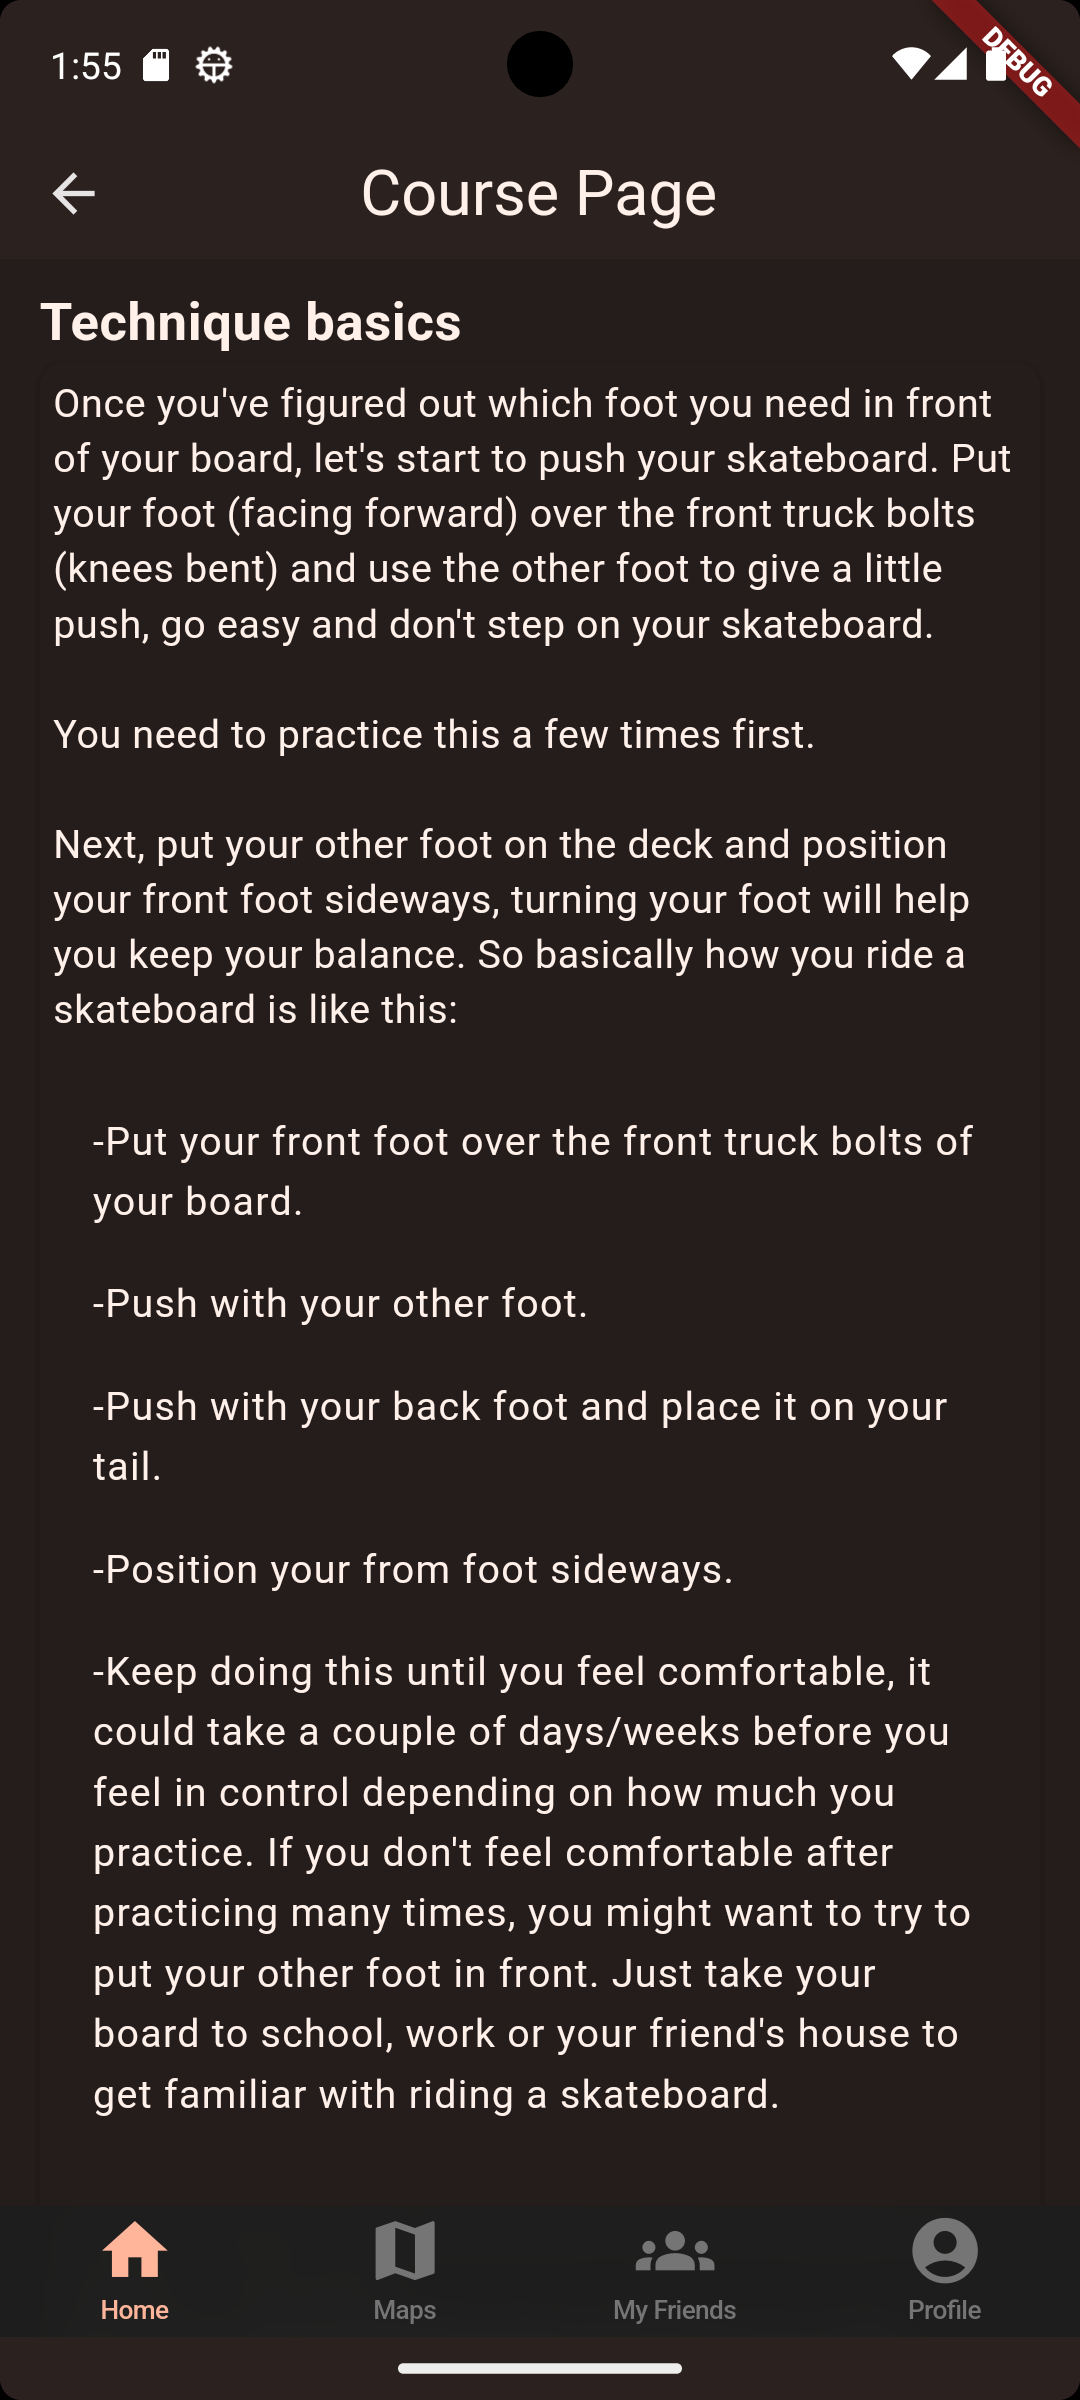 1:55
DEBUG
Course Page
Technique basics
Once you've figured out which foot you need in front
of your board, let's start to push your skateboard. Put
your foot (facing forward) over the front truck bolts
(knees bent) and use the other foot to give a little
push, go easy and don't step on your skateboard.
You need to practice this a few times first.
Next, put your other foot on the deck and position
your front foot sideways, turning your foot will help
you keep your balance. So basically how you ride a
skateboard is like this:
-Put your front foot over the front truck bolts of
your board.
-Push with your other foot.
-Push with your back foot and place it on your
tail.
-Position your from foot sideways.
-Keep doing this until you feel comfortable, it
could take a couple of days/weeks before you
feel in control depending on how much you
practice. If you don't feel comfortable after
practicing many times, you might want to try to
put your other foot in front. Just take your
board to school, work or your friend's house to
get familiar with riding a skateboard.
Home
Maps
My Friends
Profile